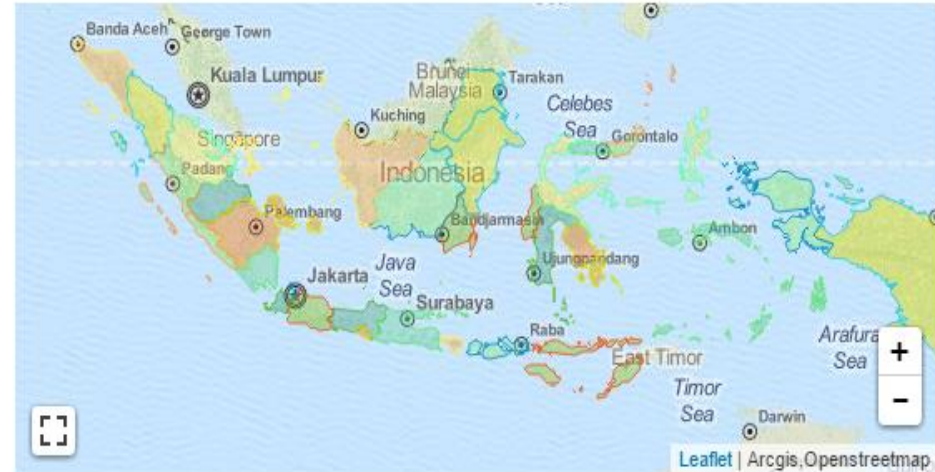 Banda Aceh
George Town
Kuala Lumpur
Brunei
Malaysia
Tarakan
Celebes
Sea
Kuching
Singapore
Gorontalo
Padang
Indonesia
Palembang
Bandjarmasin
Ambon
Ujungpandang
Jakarta
Java
Sea
Surabaya
Raba
East Timor
Arafura
Sea
Timor
Sea
Darwin
+
−
Leaflet | Arcgis,Openstreetmap